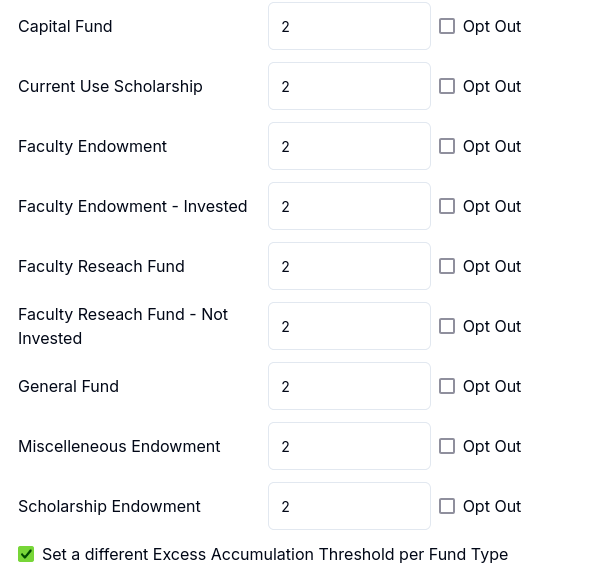 Capital Fund 2 Opt Out
Current Use Scholarship 2 Opt Out
Faculty Endowment 2 Opt Out
Faculty Endowment - Invested 2 Opt Out
Faculty Reseach Fund 2 Opt Out
Faculty Reseach Fund - Not
Invested 2 Opt Out
General Fund 2 Opt Out
Miscelleneous Endowment 2 Opt Out
Scholarship Endowment 2 Opt Out
Set a different Excess Accumulation Threshold per Fund Type